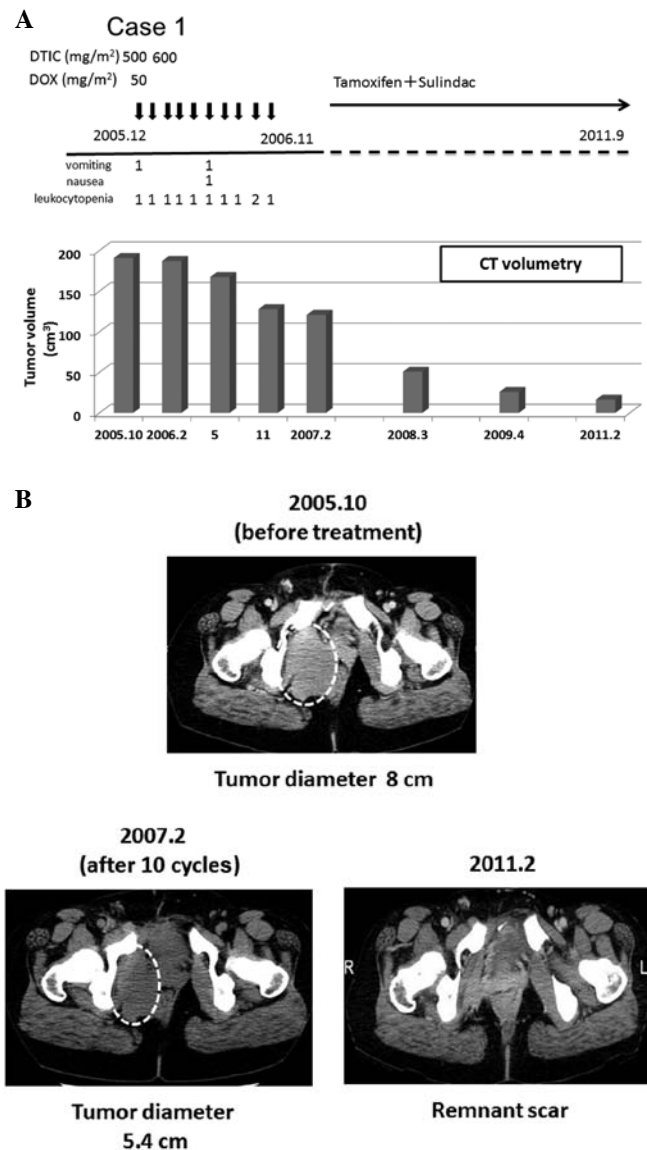 A
Case 1
DTIC (mg/m²) 500 600
DOX (mg/m²) 50
Tamoxifen+Sulindac
2005.12 2006.11 2011.9
vomiting 1 1
nausea 1
leukocytopenia 1 1 1 1 1 1 1 1 2 1
CT volumetry
Tumor volume
(cm³)
200
150
100
50
0
2005.10 2006.2 5 11 2007.2 2008.3 2009.4 2011.2
B
2005.10
(before treatment)
Tumor diameter 8 cm
2007.2
(after 10 cycles)
2011.2
R L
Tumor diameter
5.4 cm
Remnant scar